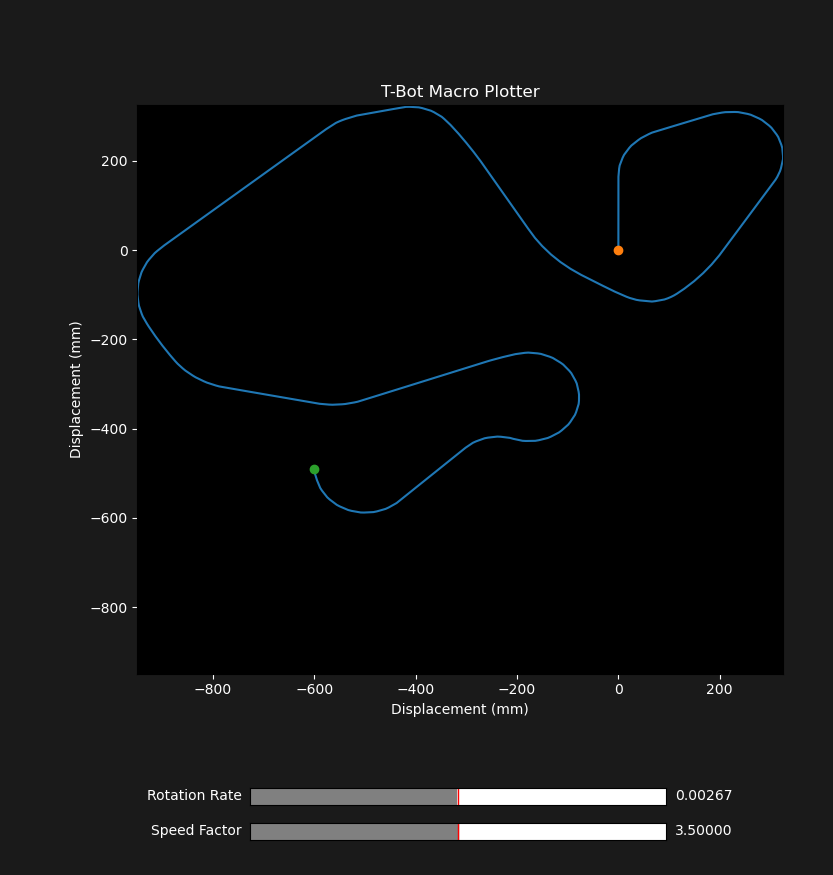 T-Bot Macro Plotter
200
0
−200
−400
−600
−800
Displacement (mm)
−800 −600 −400 −200 0 200
Displacement (mm)
Rotation Rate 0.00267
Speed Factor 3.50000